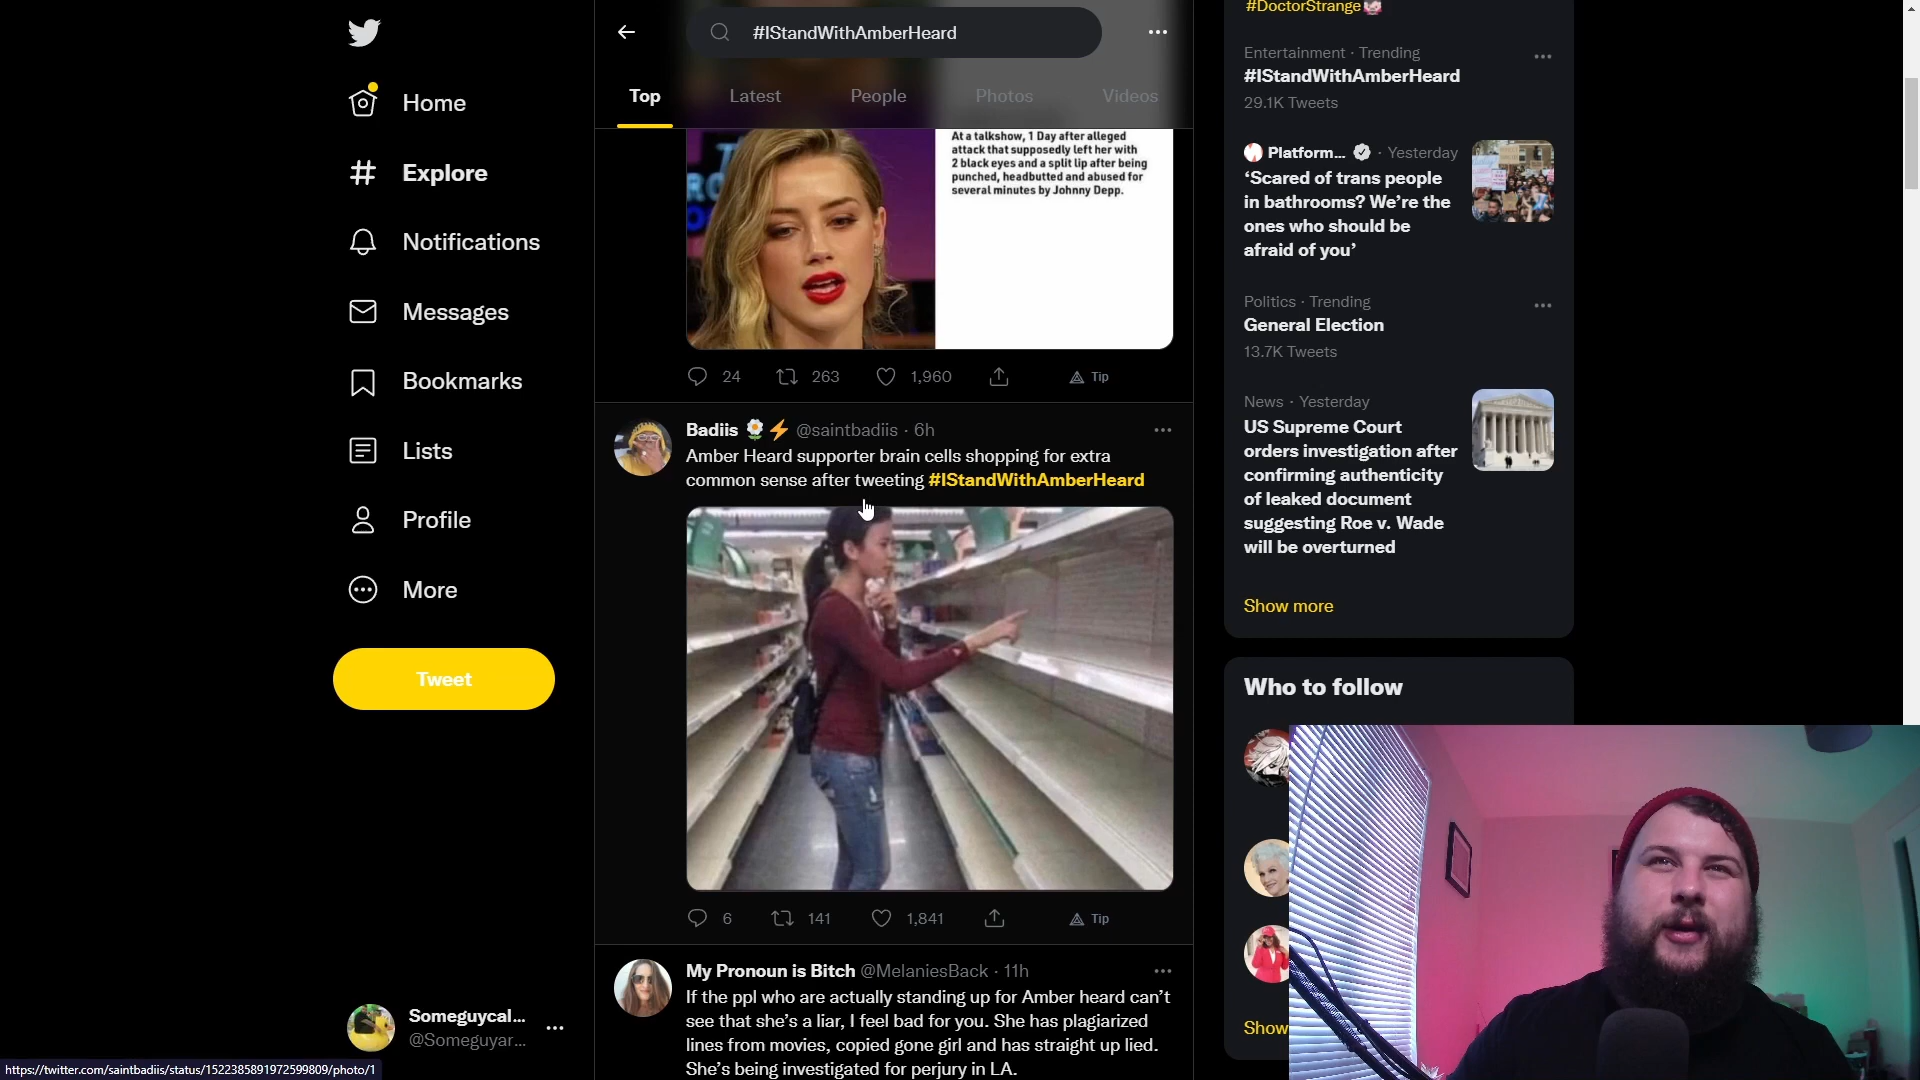 Home
Explore
Notifications
Messages
Bookmarks
Lists
Profile
More
Tweet
Someguycal...
@Someguyar...
https://twitter.com/saintbadiis/status/1522385891972599809/photo/1
#IStandWithAmberHeard
Top
Latest
People
Photos
Videos
At a talkshow, 1 Day after alleged
attack that supposedly left her with
2 black eyes and a split lip after being
punched, headbutted and abused for
several minutes by Johnny Depp.
24
263
1,960
Tip
Badiis @saintbadiis · 6h
Amber Heard supporter brain cells shopping for extra
common sense after tweeting #IStandWithAmberHeard
6
141
1,841
Tip
My Pronoun is Bitch @MelaniesBack · 11h
If the ppl who are actually standing up for Amber heard can't
see that she's a liar, I feel bad for you. She has plagiarized
lines from movies, copied gone girl and has straight up lied.
She's being investigated for perjury in LA.
#DoctorStrange
Entertainment · Trending
#IStandWithAmberHeard
29.1K Tweets
Platform... · Yesterday
‘Scared of trans people
in bathrooms? We're the
ones who should be
afraid of you’
Politics · Trending
General Election
13.7K Tweets
News · Yesterday
US Supreme Court
orders investigation after
confirming authenticity
of leaked document
suggesting Roe v. Wade
will be overturned
Show more
Who to follow
Show